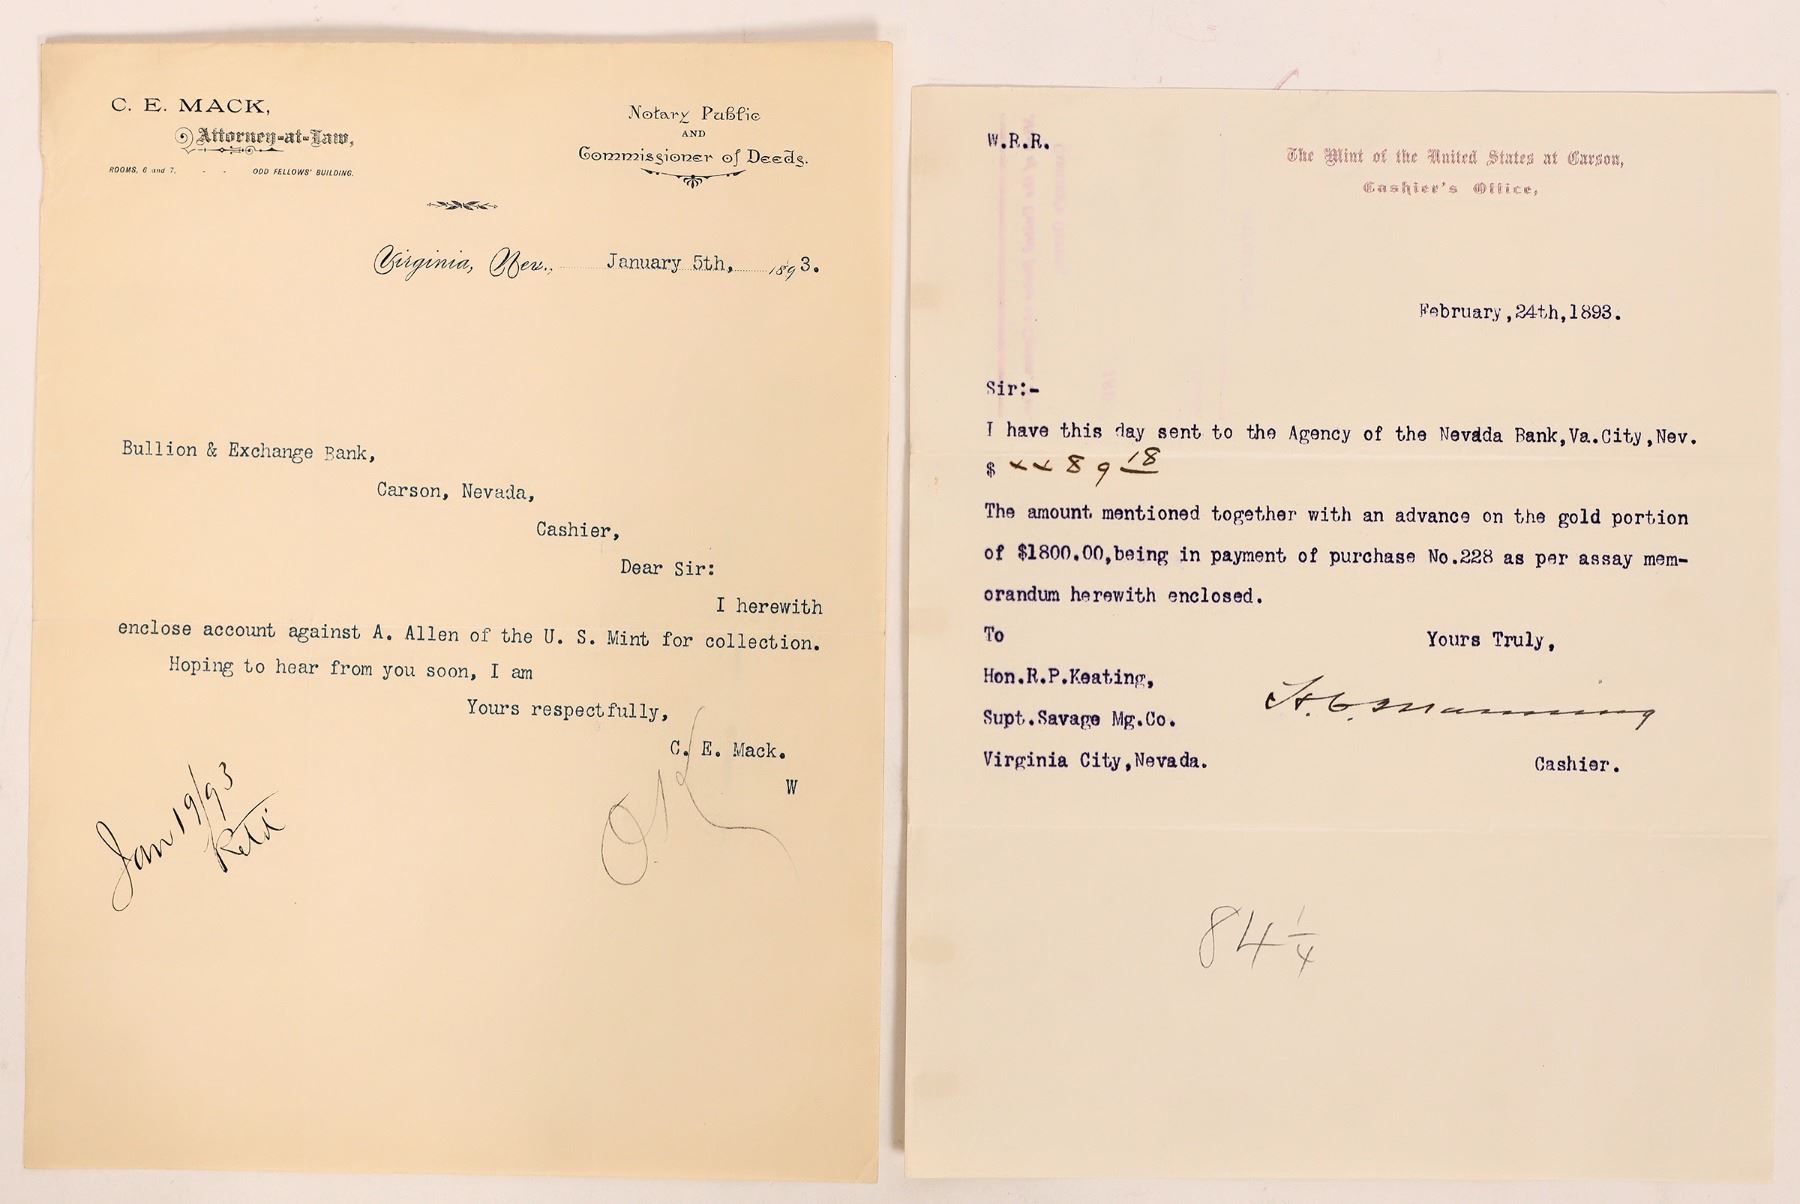 C. E. MACK,
Attorney-at-Law,
ROOMS, 6 and 7, - - ODD FELLOWS' BUILDING.
Notary Public
AND
Commissioner of Deeds.
Virginia, Nev., January 5th, 1893.
Bullion & Exchange Bank,
Carson, Nevada,
Cashier,
Dear Sir:
I herewith
enclose account against A. Allen of the U. S. Mint for collection.
Hoping to hear from you soon, I am
Yours respectfully,
C. E. Mack.
W
Jan 19/93
Retd
O.K
W.R.R.
The Mint of the United States at Carson,
Cashier's Office,
February,24th,1893.
Sir:-
I have this day sent to the Agency of the Nevada Bank,Va.City,Nev.
$ xx89 18
The amount mentioned together with an advance on the gold portion
of $1800.00,being in payment of purchase No.228 as per assay mem-
orandum herewith enclosed.
To Yours Truly,
Hon.R.P.Keating,
H. C. Manning
Supt.Savage Mg.Co.
Virginia City,Nevada. Cashier.
84 1/4